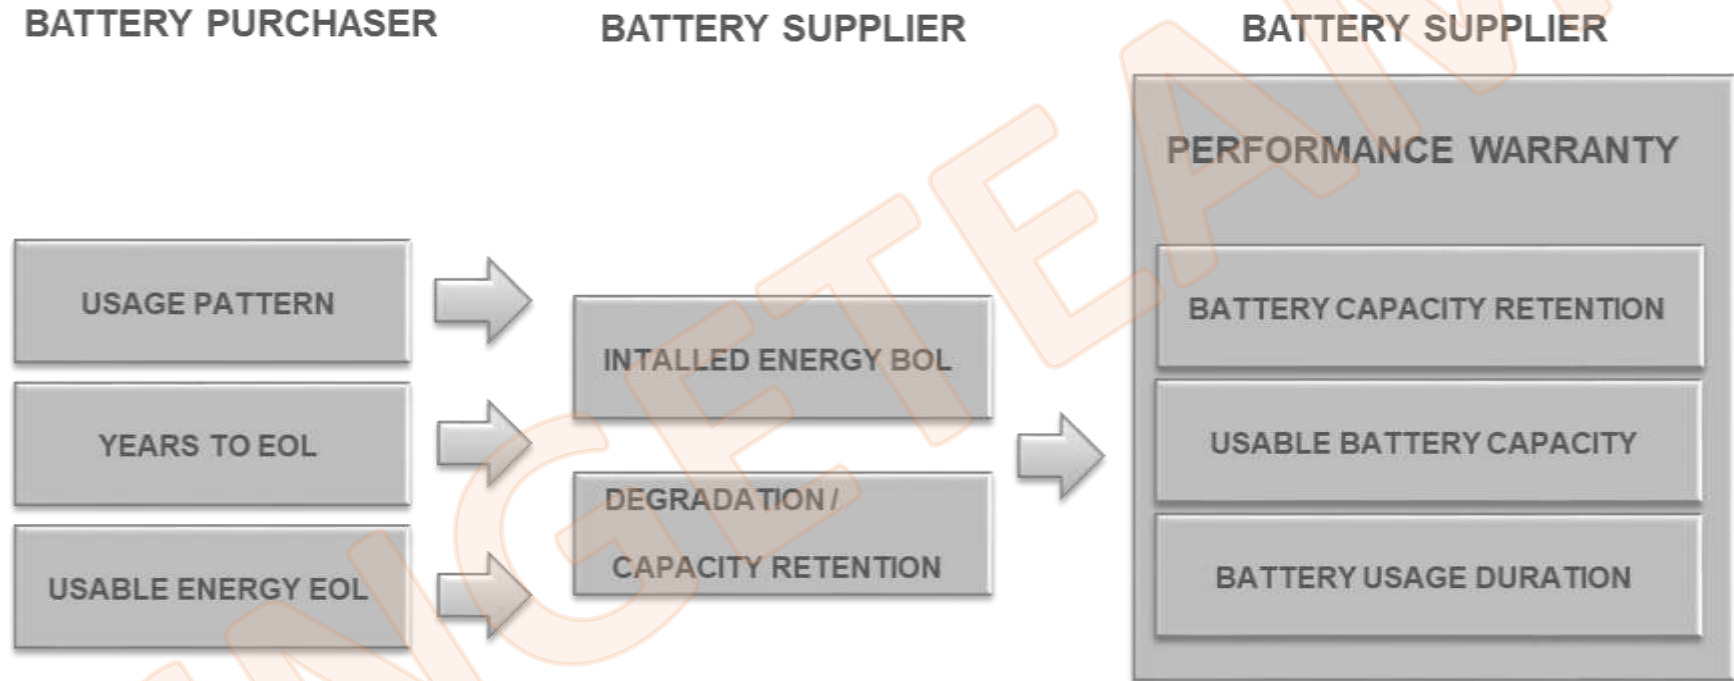 BATTERY PURCHASER
BATTERY SUPPLIER
BATTERY SUPPLIER
USAGE PATTERN
YEARS TO EOL
USABLE ENERGY EOL
INTALLED ENERGY BOL
DEGRADATION /
CAPACITY RETENTION
PERFORMANCE WARRANTY
BATTERY CAPACITY RETENTION
USABLE BATTERY CAPACITY
BATTERY USAGE DURATION
INGETEAM